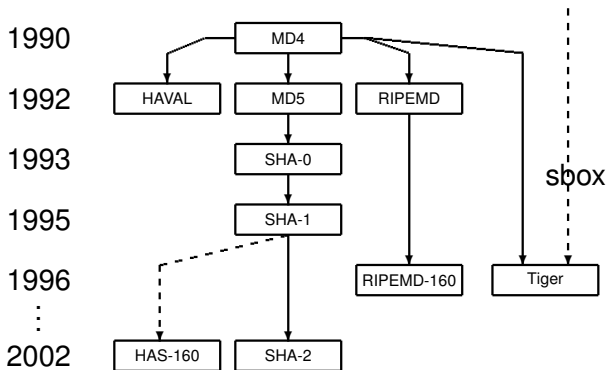 1990 MD4
1992 HAVAL MD5 RIPEMD
1993 SHA-0
sbox
1995 SHA-1
1996 RIPEMD-160 Tiger
⋮
2002 HAS-160 SHA-2